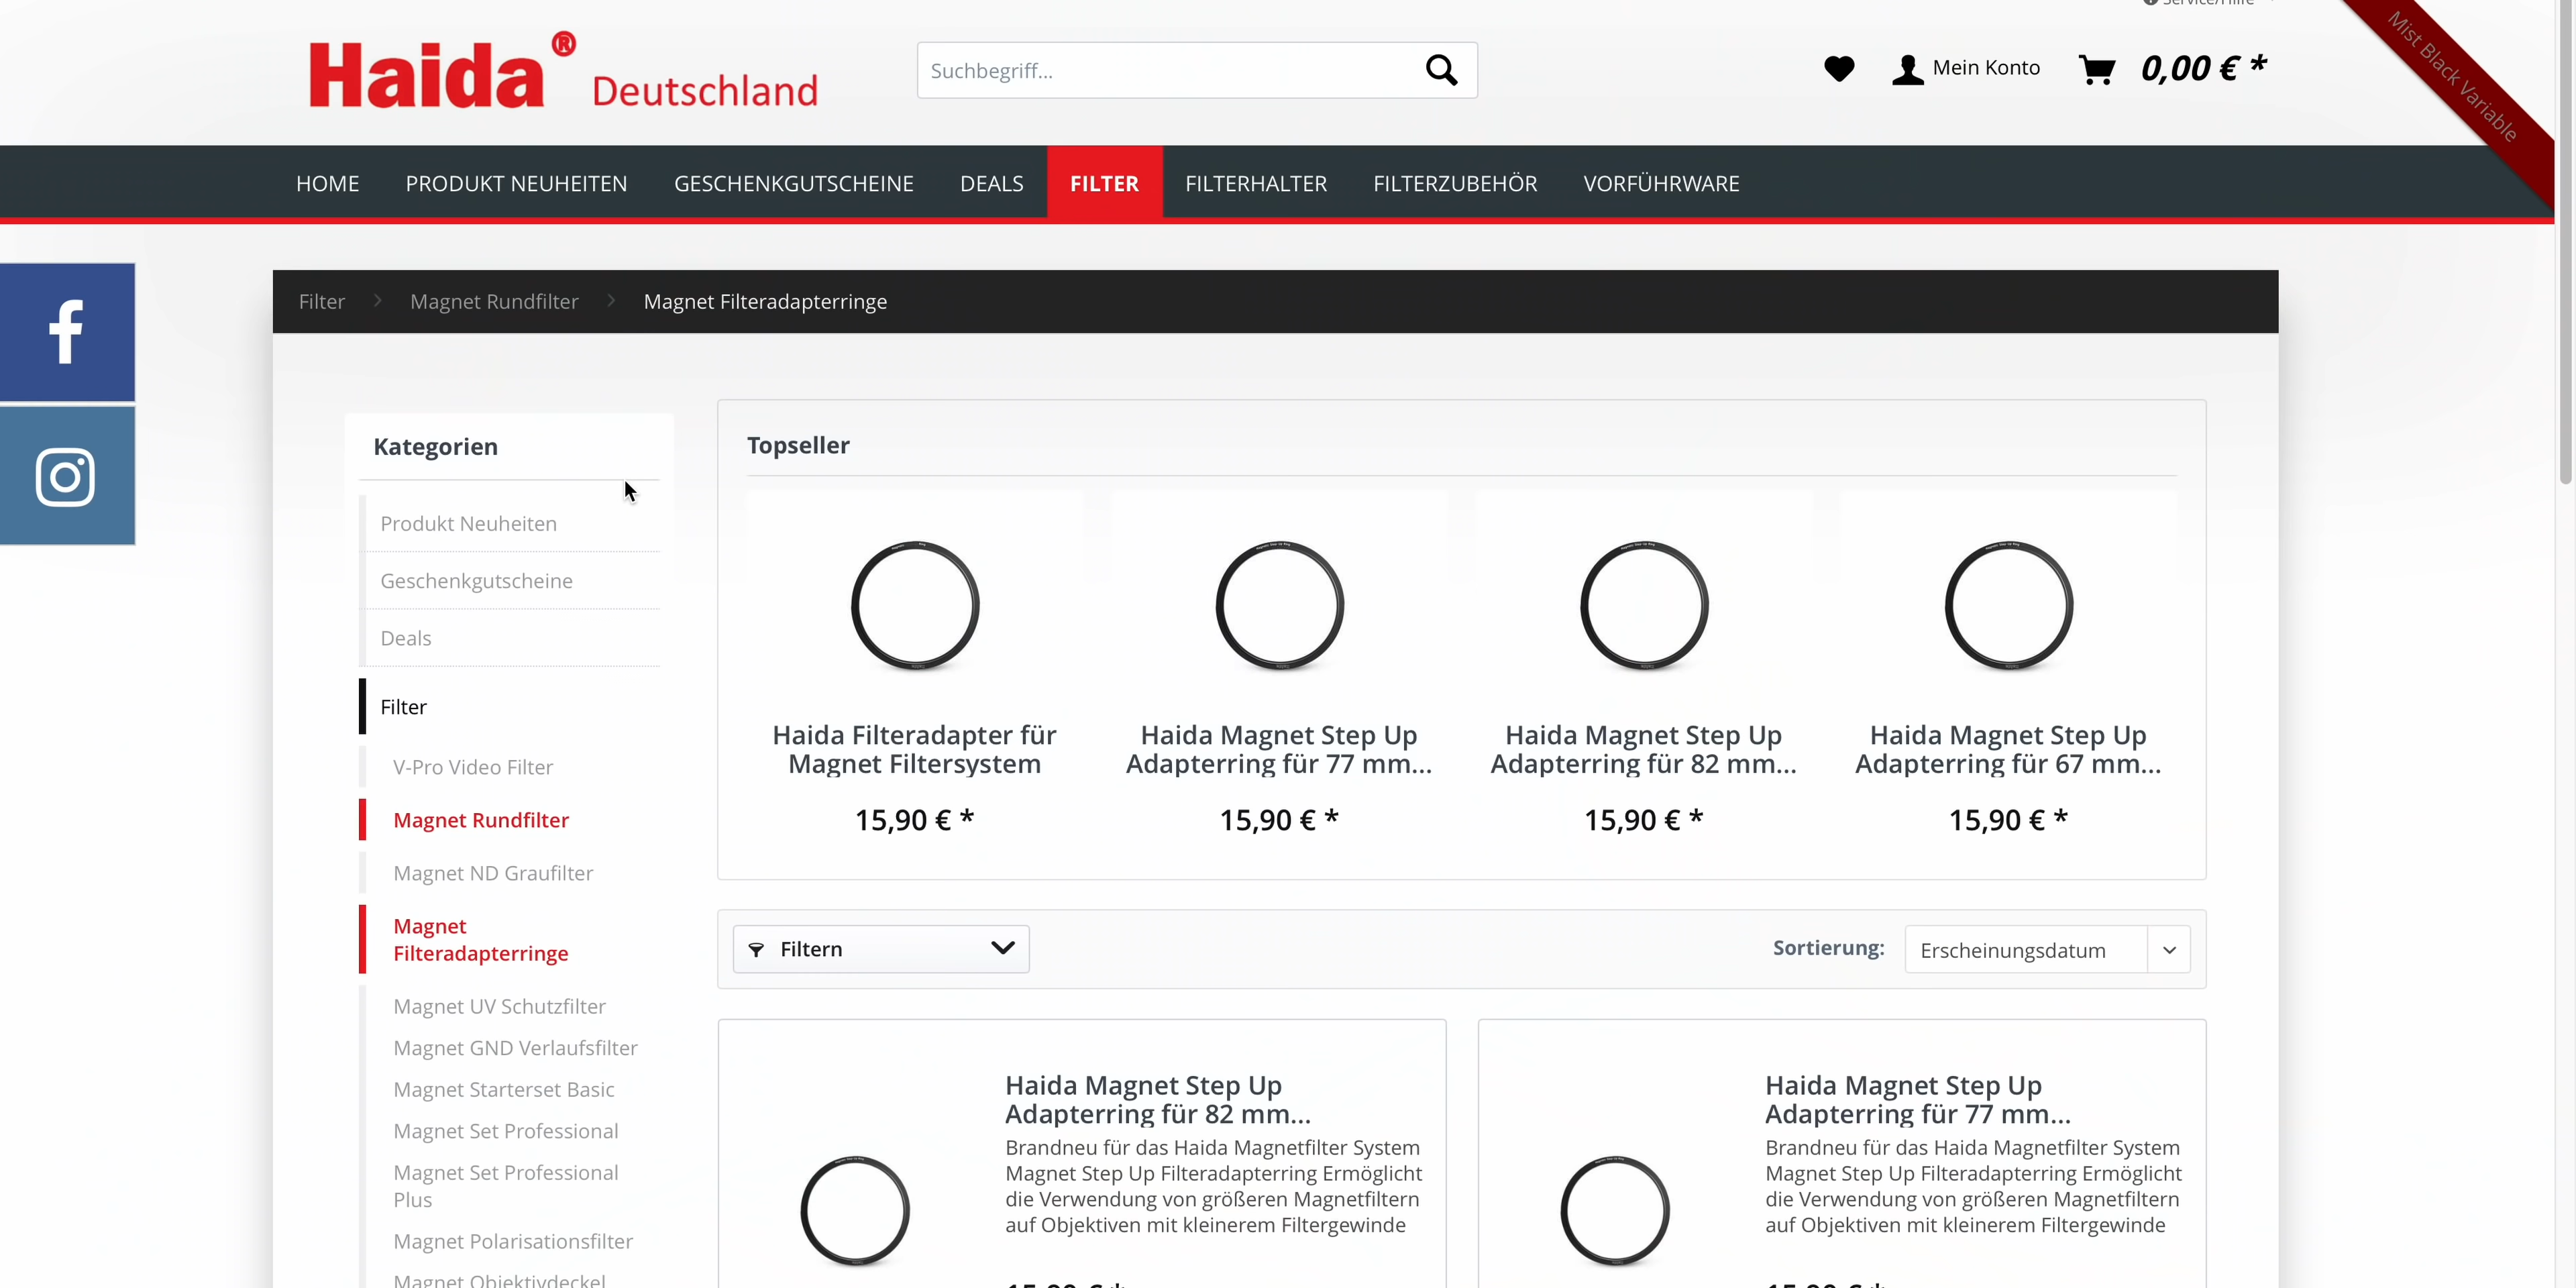 Service/Hilfe
Haida® Deutschland
Suchbegriff...
Mein Konto
0,00 € *
Mist Black Variable
HOME
PRODUKT NEUHEITEN
GESCHENKGUTSCHEINE
DEALS
FILTER
FILTERHALTER
FILTERZUBEHÖR
VORFÜHRWARE
Filter
Magnet Rundfilter
Magnet Filteradapterringe
Kategorien
Produkt Neuheiten
Geschenkgutscheine
Deals
Filter
V-Pro Video Filter
Magnet Rundfilter
Magnet ND Graufilter
Magnet
Filteradapterringe
Magnet UV Schutzfilter
Magnet GND Verlaufsfilter
Magnet Starterset Basic
Magnet Set Professional
Magnet Set Professional
Plus
Magnet Polarisationsfilter
Magnet Objektivdeckel
Topseller
Haida Filteradapter für
Magnet Filtersystem
15,90 € *
Haida Magnet Step Up
Adapterring für 77 mm...
15,90 € *
Haida Magnet Step Up
Adapterring für 82 mm...
15,90 € *
Haida Magnet Step Up
Adapterring für 67 mm...
15,90 € *
Filtern
Sortierung:
Erscheinungsdatum
Haida Magnet Step Up
Adapterring für 82 mm...
Brandneu für das Haida Magnetfilter System
Magnet Step Up Filteradapterring Ermöglicht
die Verwendung von größeren Magnetfiltern
auf Objektiven mit kleinerem Filtergewinde
Haida Magnet Step Up
Adapterring für 77 mm...
Brandneu für das Haida Magnetfilter System
Magnet Step Up Filteradapterring Ermöglicht
die Verwendung von größeren Magnetfiltern
auf Objektiven mit kleinerem Filtergewinde